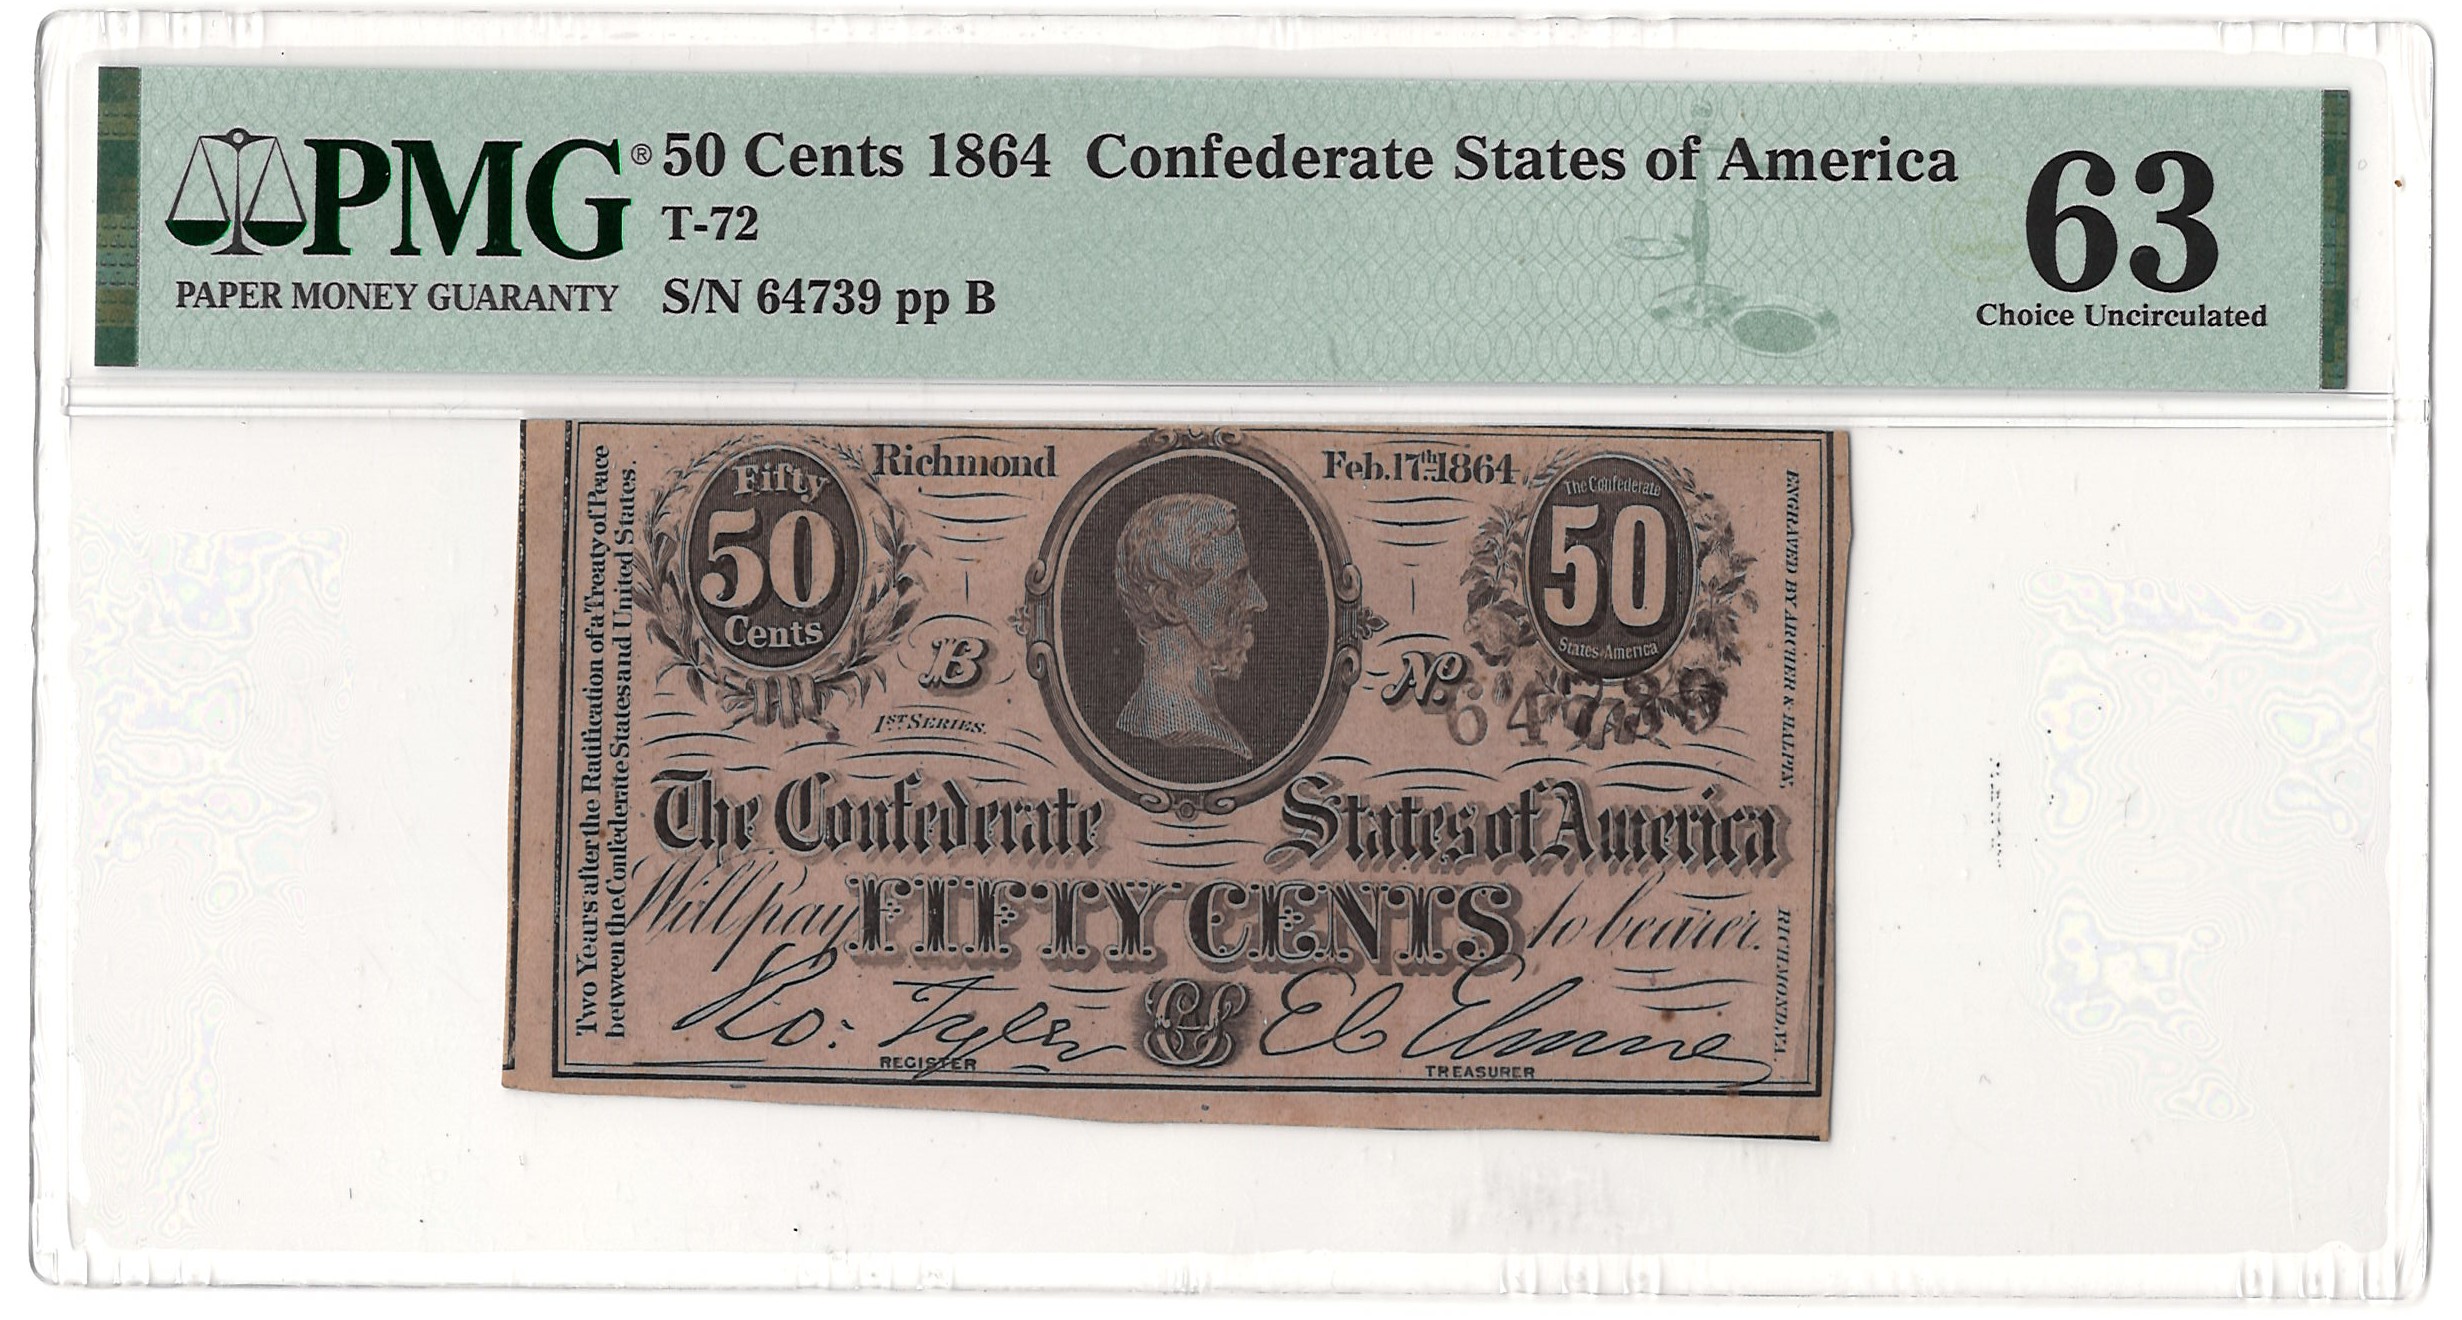 PMG®
PAPER MONEY GUARANTY
50 Cents 1864 Confederate States of America
T-72
S/N 64739 pp B
63
Choice Uncirculated
Two Years after the Ratification of a Treaty of Peace
between the Confederate States and United States.
Fifty
50
Cents
Richmond
Feb. 17th 1864
The Confederate
50
States America
B
1ST SERIES.
No. 64739
The Confederate States of America
Will pay FIFTY CENTS to bearer.
Ro: Tyler
REGISTER
CS
E C Elmore
TREASURER
ENGRAVED BY ARCHER & HALPIN, RICHMOND, VA.